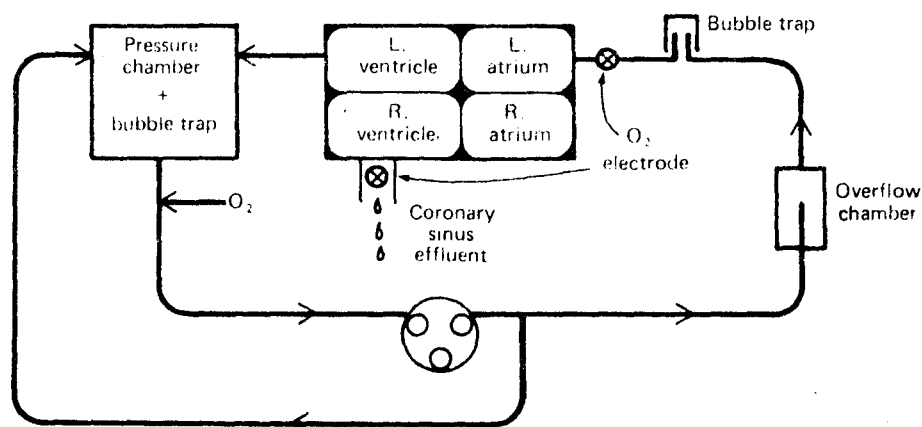 Pressure
chamber
+
bubble trap
L.
ventricle
L.
atrium
R.
ventricle
R.
atrium
Bubble trap
O₂
electrode
Overflow
chamber
O₂
Coronary
sinus
effluent